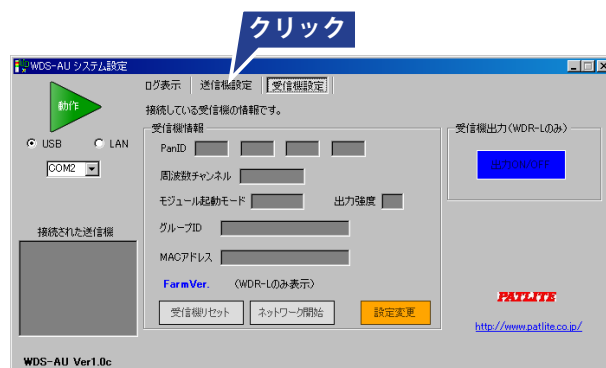 クリック
WDS-AU システム設定
ログ表示 送信機設定 受信機設定
動作
接続している受信機の情報です。
受信機情報
受信機出力(WDR-Lのみ)
USB LAN
PanID
出力ON/OFF
COM2
周波数チャンネル
モジュール起動モード 出力強度
接続された送信機
グループID
MACアドレス
FarmVer. (WDR-Lのみ表示)
PATLITE
受信機リセット ネットワーク開始 設定変更
http://www.patlite.co.jp/
WDS-AU Ver1.0c